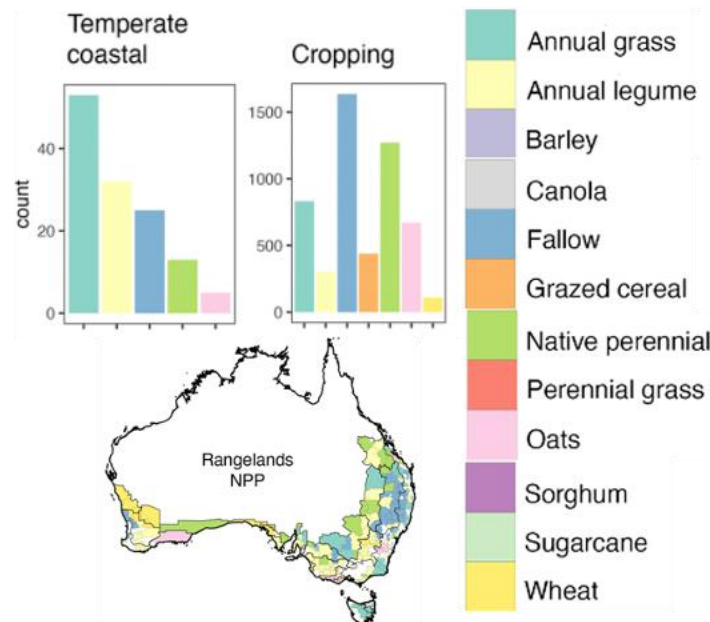 Temperate
coastal
Cropping
count
40
20
0
1500
1000
500
0
Rangelands
NPP
Annual grass
Annual legume
Barley
Canola
Fallow
Grazed cereal
Native perennial
Perennial grass
Oats
Sorghum
Sugarcane
Wheat